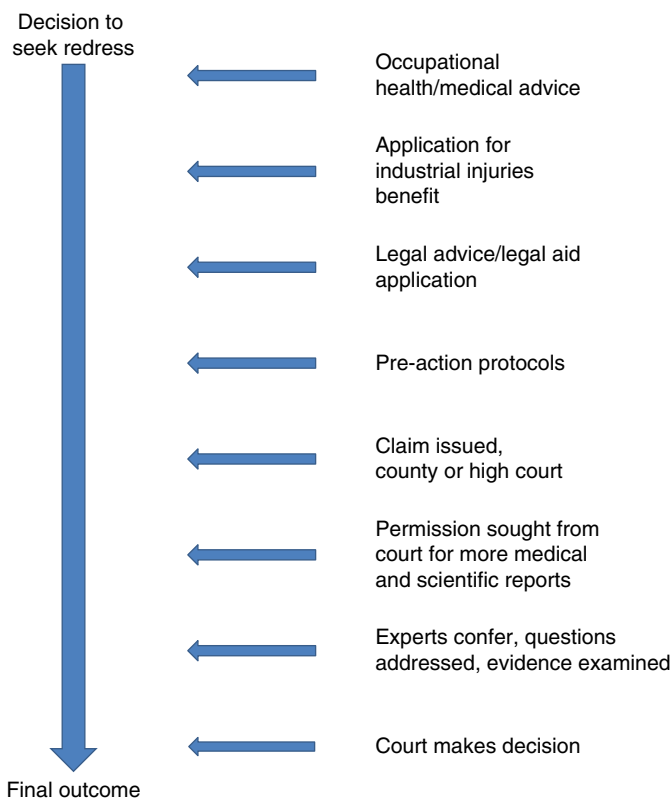 Decision to
seek redress
Occupational
health/medical advice
Application for
industrial injuries
benefit
Legal advice/legal aid
application
Pre-action protocols
Claim issued,
county or high court
Permission sought from
court for more medical
and scientific reports
Experts confer, questions
addressed, evidence examined
Court makes decision
Final outcome